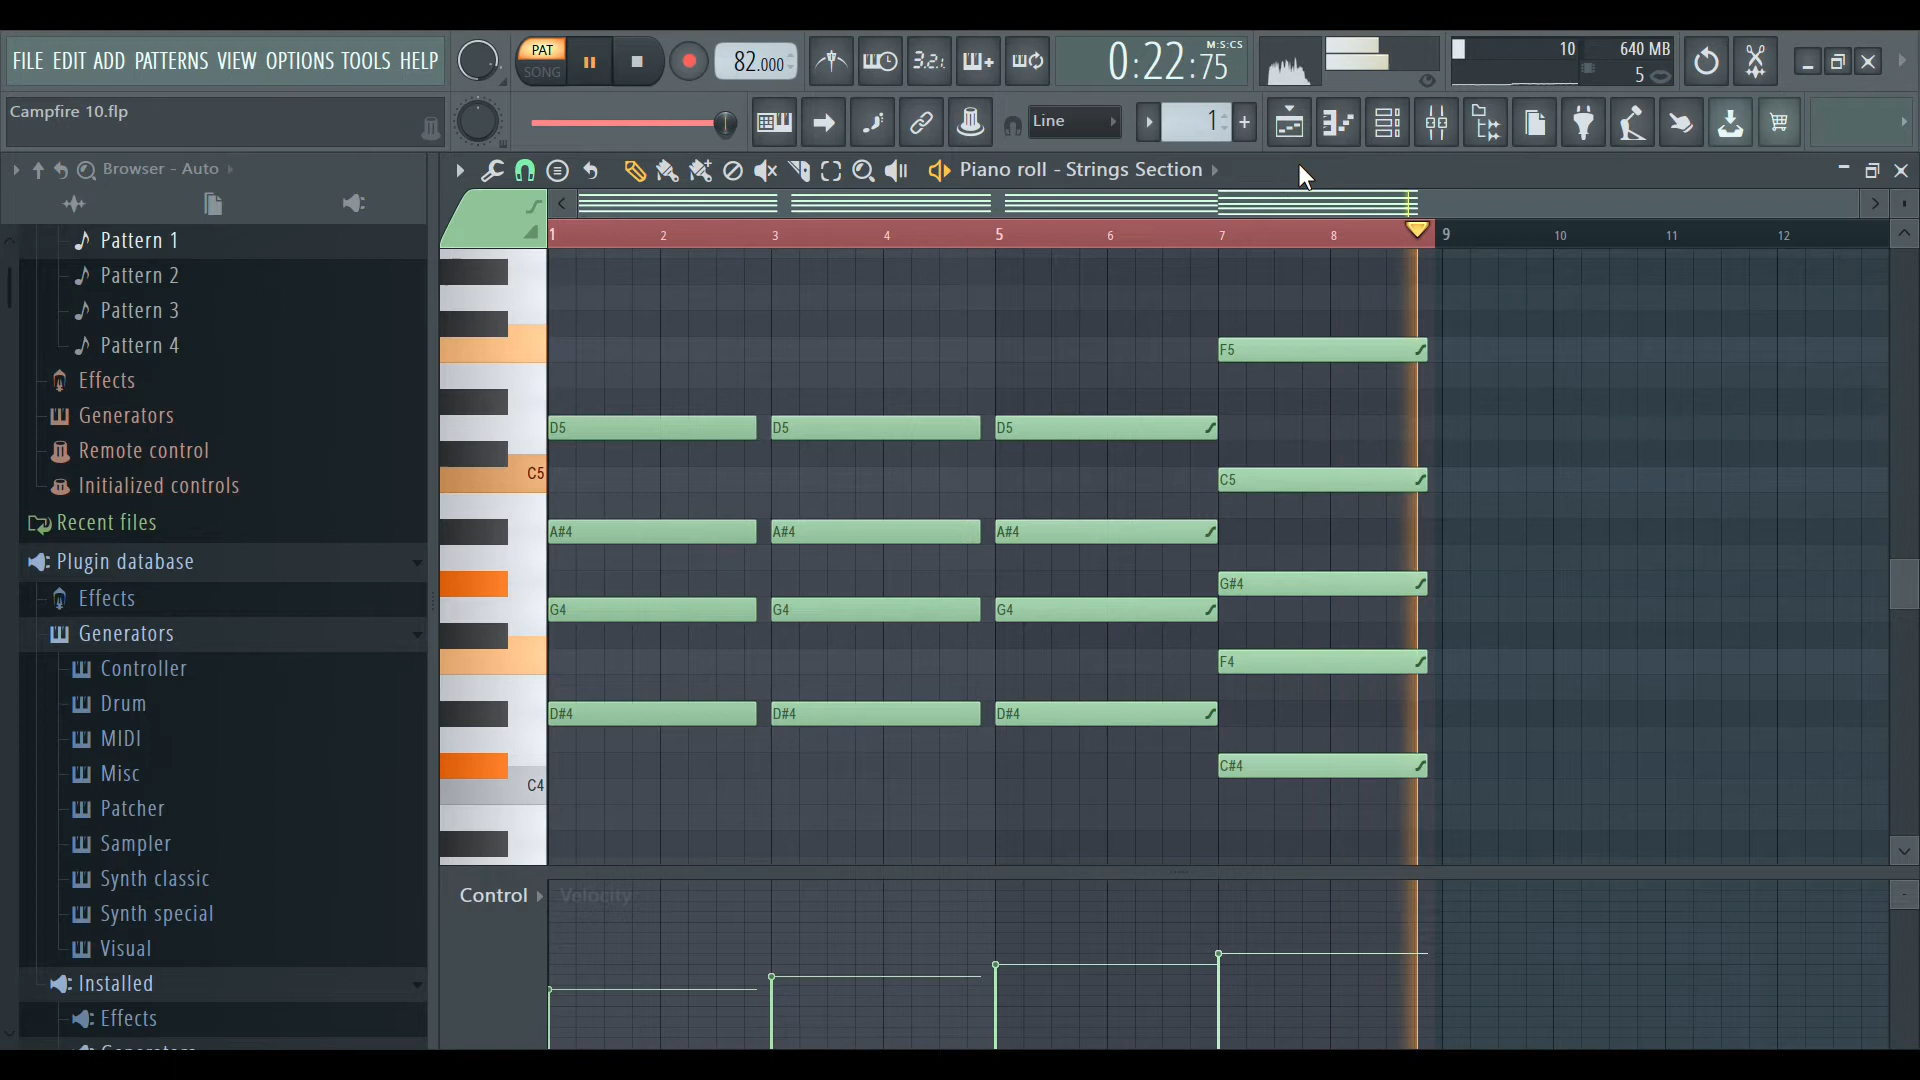 FILE EDIT ADD PATTERNS VIEW OPTIONS TOOLS HELP
PAT
SONG
82.000
3.2.1
M:S:CS
0:22:75
10
640 MB
5
Campfire 10.flp
Line
1
Browser - Auto
Piano roll - Strings Section
Pattern 1
Pattern 2
Pattern 3
Pattern 4
Effects
Generators
Remote control
Initialized controls
Recent files
Plugin database
Effects
Generators
Controller
Drum
MIDI
Misc
Patcher
Sampler
Synth classic
Synth special
Visual
Installed
Effects
Generators
1 2 3 4 5 6 7 8 9 10 11 12
F5
D5 D5 D5
C5 C5
A#4 A#4 A#4
G#4
G4 G4 G4
F4
D#4 D#4 D#4
C#4
C4
Control Velocity